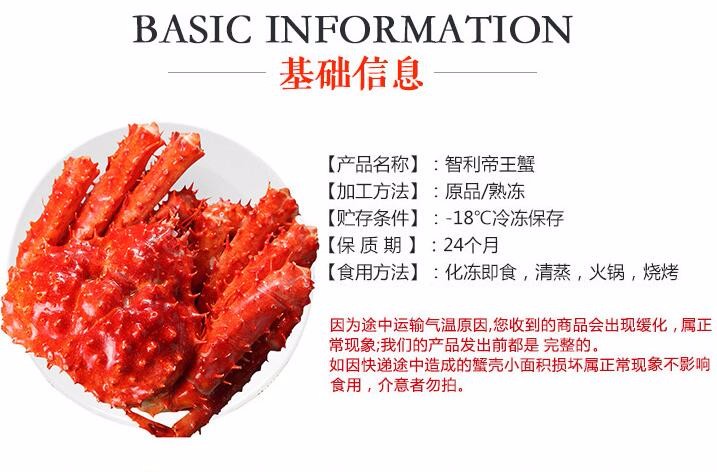 BASIC INFORMATION
基础信息
【产品名称】：智利帝王蟹
【加工方法】：原品/熟冻
【贮存条件】：-18℃冷冻保存
【保 质 期 】：24个月
【食用方法】：化冻即食，清蒸，火锅，烧烤
因为途中运输气温原因,您收到的商品会出现缓化，属正
常现象;我们的产品发出前都是 完整的。
如因快递途中造成的蟹壳小面积损坏属正常现象不影响
食用，介意者勿拍。